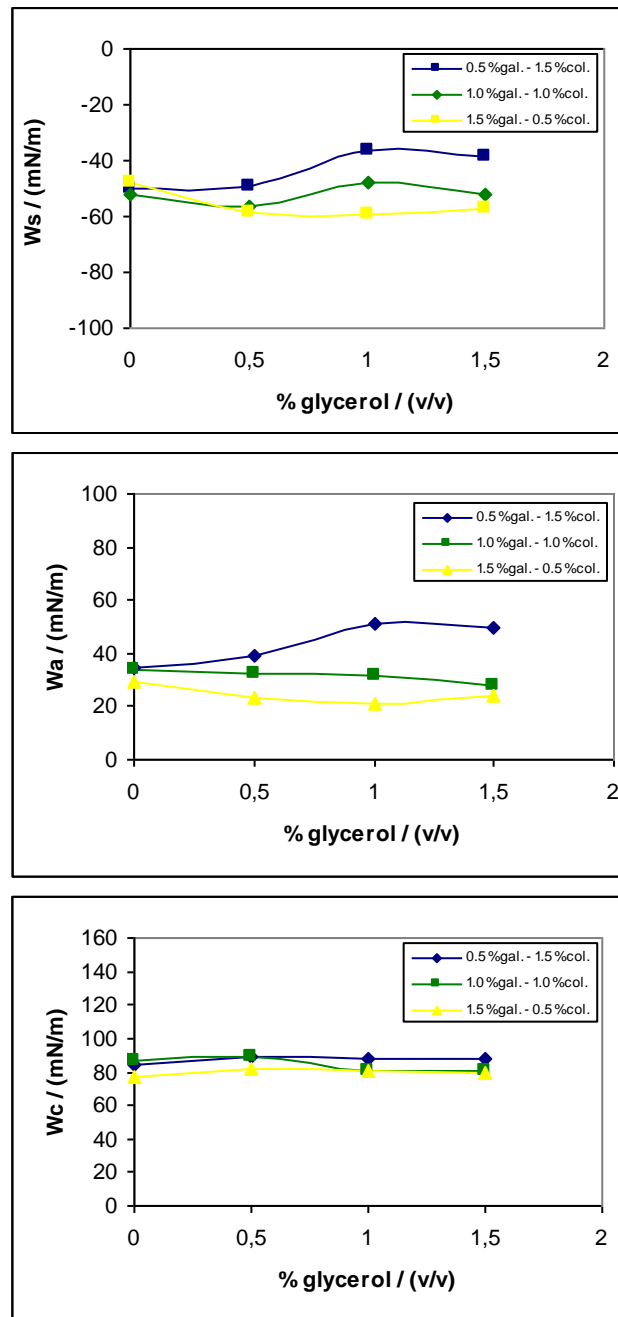 0
-20
-40
-60
-80
-100
Ws / (mN/m)
0.5 %gal. - 1.5 %col.
1.0 %gal. - 1.0 %col.
1.5 %gal. - 0.5 %col.
0 0,5 1 1,5 2
% glycerol / (v/v)
100
80
60
40
20
0
Wa / (mN/m)
0.5 %gal. - 1.5 %col.
1.0 %gal. - 1.0 %col.
1.5 %gal. - 0.5 %col.
0 0,5 1 1,5 2
% glycerol / (v/v)
160
140
120
100
80
60
40
20
0
Wc / (mN/m)
0.5 %gal. - 1.5 %col.
1.0 %gal. - 1.0 %col.
1.5 %gal. - 0.5 %col.
0 0,5 1 1,5 2
% glycerol / (v/v)